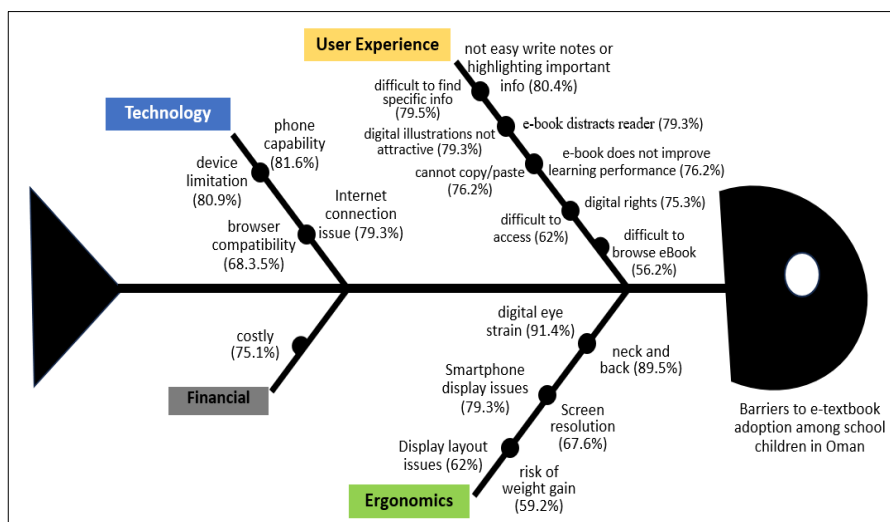 User Experience
not easy write notes or
highlighting important
info (80.4%)
difficult to find
specific info
(79.5%)
e-book distracts reader (79.3%)
digital illustrations not
attractive (79.3%)
e-book does not improve
learning performance (76.2%)
cannot copy/paste
(76.2%)
digital rights (75.3%)
difficult to
access (62%)
difficult to
browse eBook
(56.2%)
Technology
phone
capability
(81.6%)
device
limitation
(80.9%)
Internet
connection
issue (79.3%)
browser
compatibility
(68.3.5%)
costly
(75.1%)
Financial
digital eye
strain (91.4%)
neck and
back (89.5%)
Smartphone
display issues
(79.3%)
Screen
resolution
(67.6%)
Display layout
issues (62%)
risk of
weight gain
(59.2%)
Ergonomics
Barriers to e-textbook
adoption among school
children in Oman